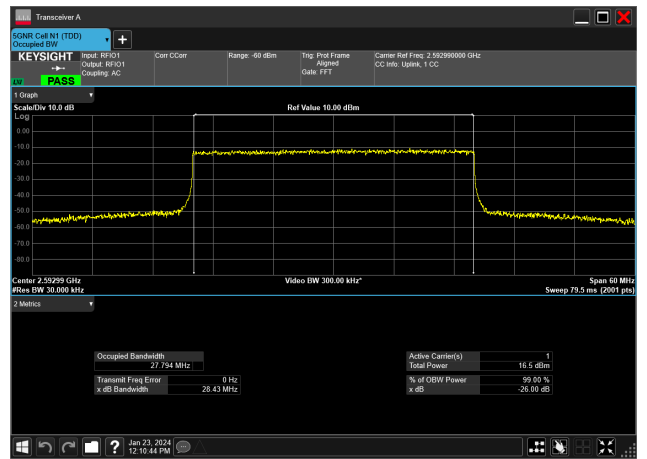 Transceiver A
5GNR Cell N1 (TDD)
Occupied BW
KEYSIGHT
LXI PASS
Input: RFIO1
Output: RFIO1
Coupling: AC
Corr CCorr
Range: -60 dBm
Trig: Prot Frame
Aligned
Gate: FFT
Carrier Ref Freq: 2.592990000 GHz
CC Info: Uplink, 1 CC
1 Graph
Scale/Div 10.0 dB Ref Value 10.00 dBm
Log
0.00
-10.0
-20.0
-30.0
-40.0
-50.0
-60.0
-70.0
-80.0
Center 2.59299 GHz Video BW 300.00 kHz* Span 60 MHz
#Res BW 30.000 kHz Sweep 79.5 ms (2001 pts)
2 Metrics
Occupied Bandwidth
27.794 MHz
Transmit Freq Error 0 Hz
x dB Bandwidth 28.43 MHz
Active Carrier(s) 1
Total Power 16.5 dBm
% of OBW Power 99.00 %
x dB -26.00 dB
? Jan 23, 2024
12:10:44 PM